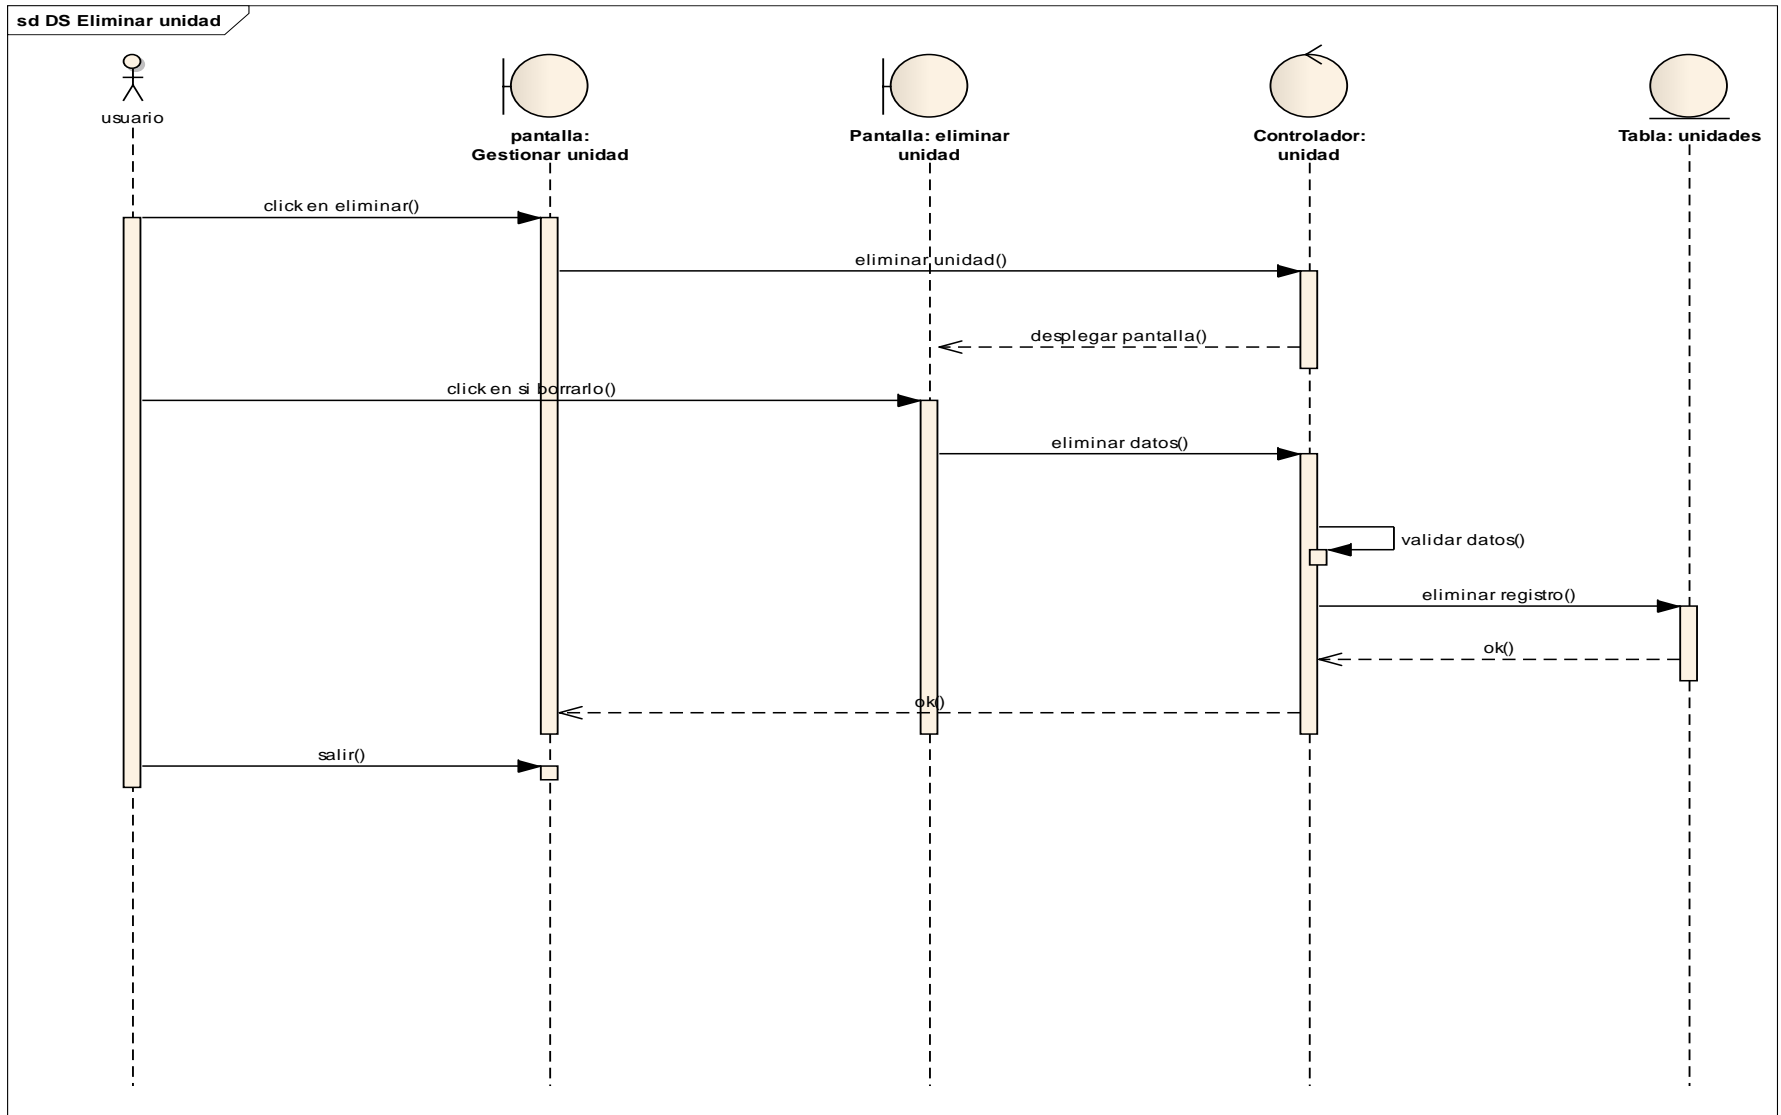 sd DS Eliminar unidad
usuario
pantalla:
Gestionar unidad
Pantalla: eliminar
unidad
Controlador:
unidad
Tabla: unidades
click en eliminar()
eliminar unidad()
desplegar pantalla()
click en si borrarlo()
eliminar datos()
validar datos()
eliminar registro()
ok()
ok()
salir()